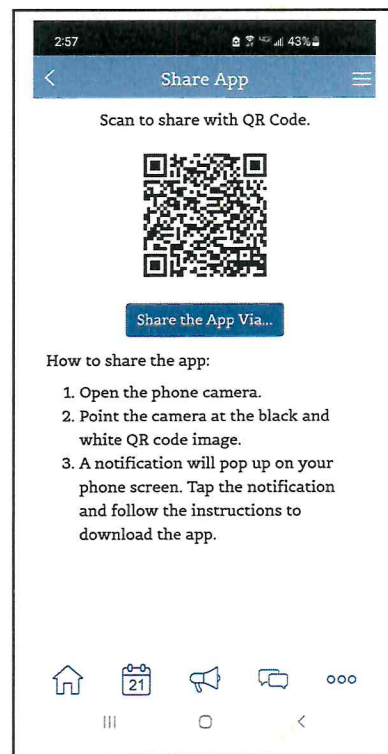 2:57 43%
Share App
Scan to share with QR Code.
Share the App Via...
How to share the app:
1. Open the phone camera.
2. Point the camera at the black and
white QR code image.
3. A notification will pop up on your
phone screen. Tap the notification
and follow the instructions to
download the app.
21